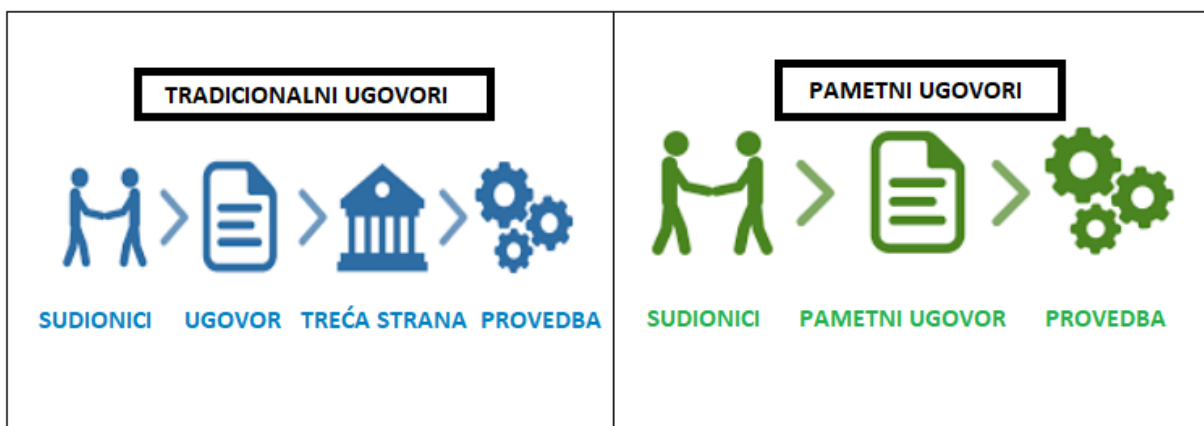 TRADICIONALNI UGOVORI
SUDIONICI UGOVOR TREĆA STRANA PROVEDBA
PAMETNI UGOVORI
SUDIONICI PAMETNI UGOVOR PROVEDBA